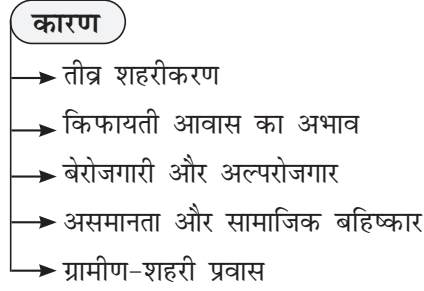 कारण
तीव्र शहरीकरण
किफायती आवास का अभाव
बेरोजगारी और अल्परोजगार
असमानता और सामाजिक बहिष्कार
ग्रामीण-शहरी प्रवास